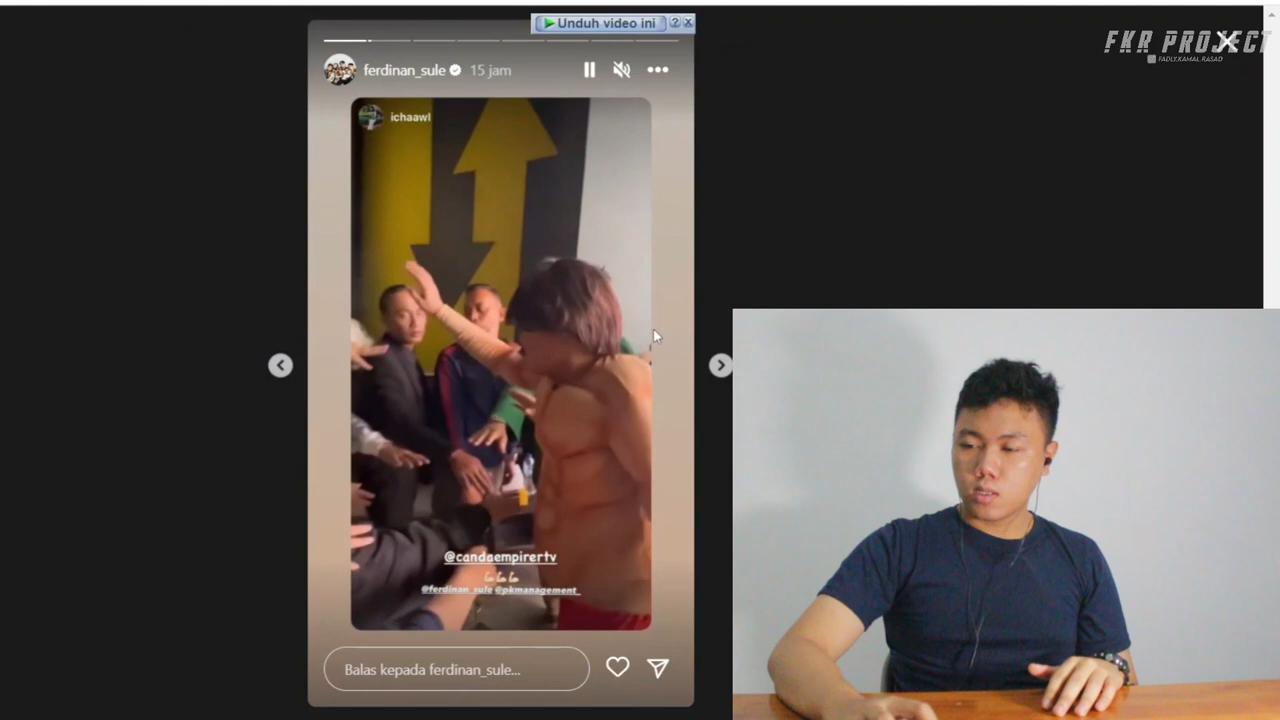 Unduh video ini
FKR PROJECT
FADLY.KAMAL.RASAD
ferdinan_sule 15 jam
ichaawl
@candaempirertv
@ferdinan_sule @pkmanagement_
Balas kepada ferdinan_sule...